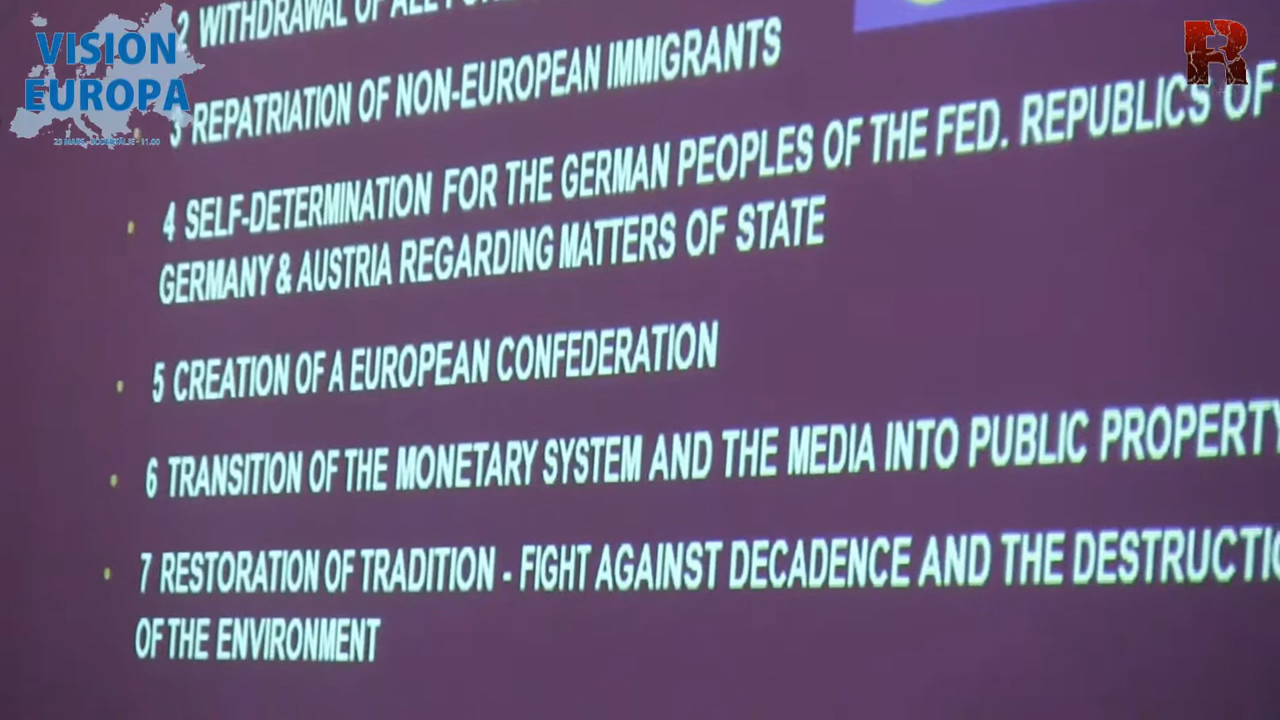 VISION
EUROPA
2 WITHDRAWAL OF ALL
3 REPATRIATION OF NON-EUROPEAN IMMIGRANTS
4 SELF-DETERMINATION FOR THE GERMAN PEOPLES OF THE FED. REPUBLICS OF
GERMANY & AUSTRIA REGARDING MATTERS OF STATE
5 CREATION OF A EUROPEAN CONFEDERATION
6 TRANSITION OF THE MONETARY SYSTEM AND THE MEDIA INTO PUBLIC PROPERTY
7 RESTORATION OF TRADITION - FIGHT AGAINST DECADENCE AND THE
OF THE ENVIRONMENT